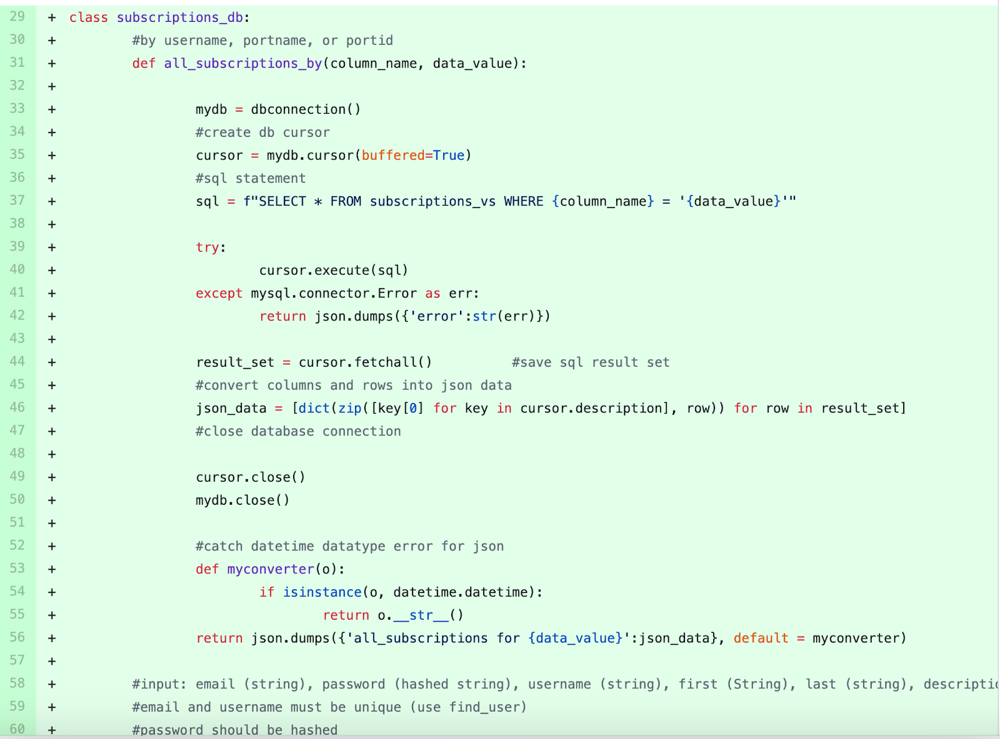 29 + class subscriptions_db:
30 + #by username, portname, or portid
31 + def all_subscriptions_by(column_name, data_value):
32 +
33 + mydb = dbconnection()
34 + #create db cursor
35 + cursor = mydb.cursor(buffered=True)
36 + #sql statement
37 + sql = f"SELECT * FROM subscriptions_vs WHERE {column_name} = '{data_value}'"
38 +
39 + try:
40 + cursor.execute(sql)
41 + except mysql.connector.Error as err:
42 + return json.dumps({'error':str(err)})
43 +
44 + result_set = cursor.fetchall() #save sql result set
45 + #convert columns and rows into json data
46 + json_data = [dict(zip([key[0] for key in cursor.description], row)) for row in result_set]
47 + #close database connection
48 +
49 + cursor.close()
50 + mydb.close()
51 +
52 + #catch datetime datatype error for json
53 + def myconverter(o):
54 + if isinstance(o, datetime.datetime):
55 + return o.__str__()
56 + return json.dumps({'all_subscriptions for {data_value}':json_data}, default = myconverter)
57 +
58 + #input: email (string), password (hashed string), username (string), first (String), last (string),
59 + #email and username must be unique (use find_user)
60 + #password should be hashed